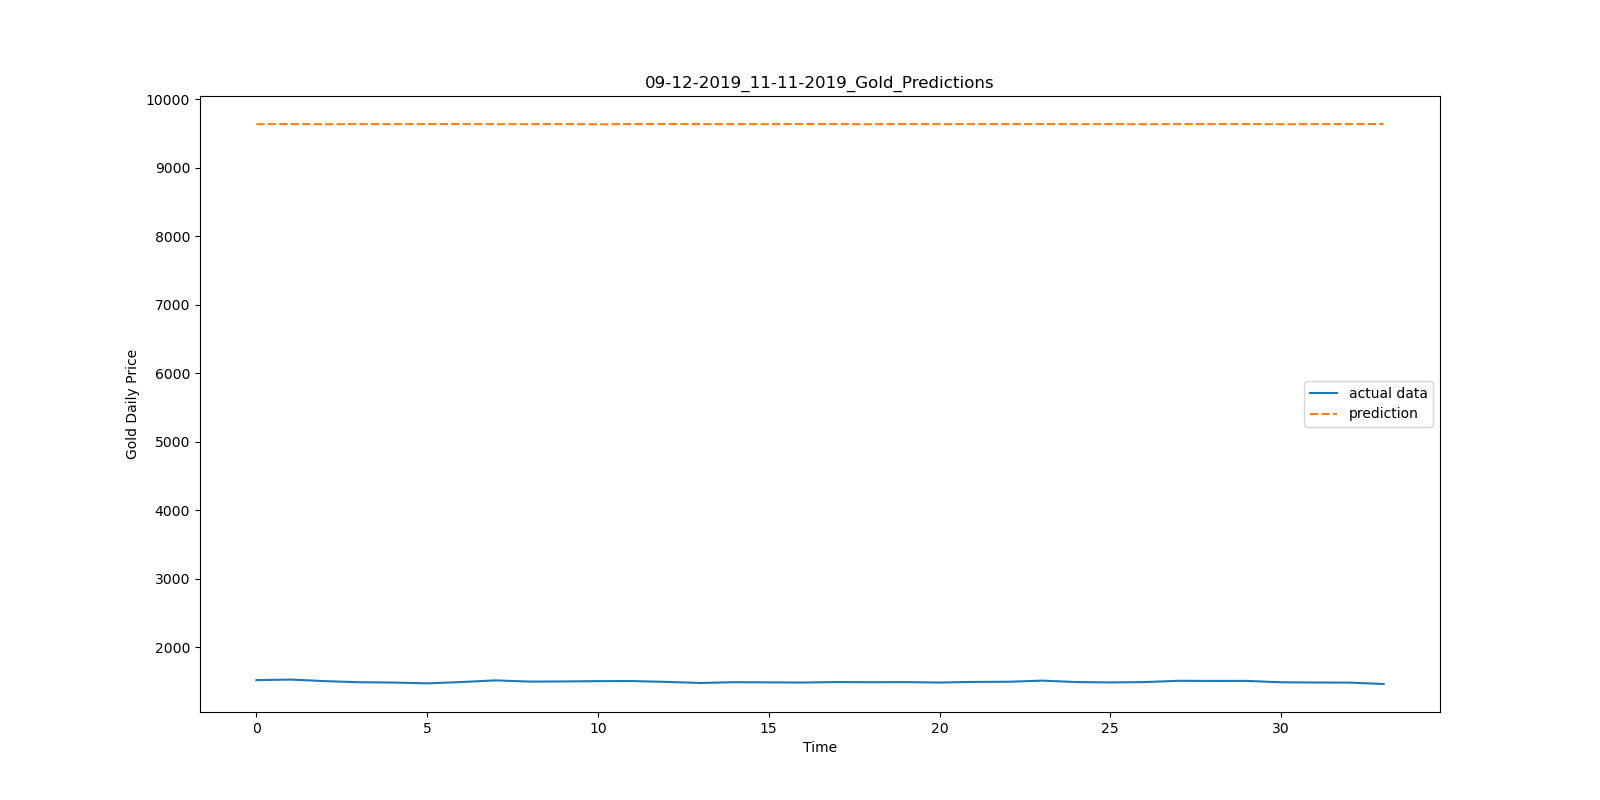 09-12-2019_11-11-2019_Gold_Predictions
10000
9000
8000
7000
6000
5000
4000
3000
2000
Gold Daily Price
actual data
prediction
0 5 10 15 20 25 30
Time